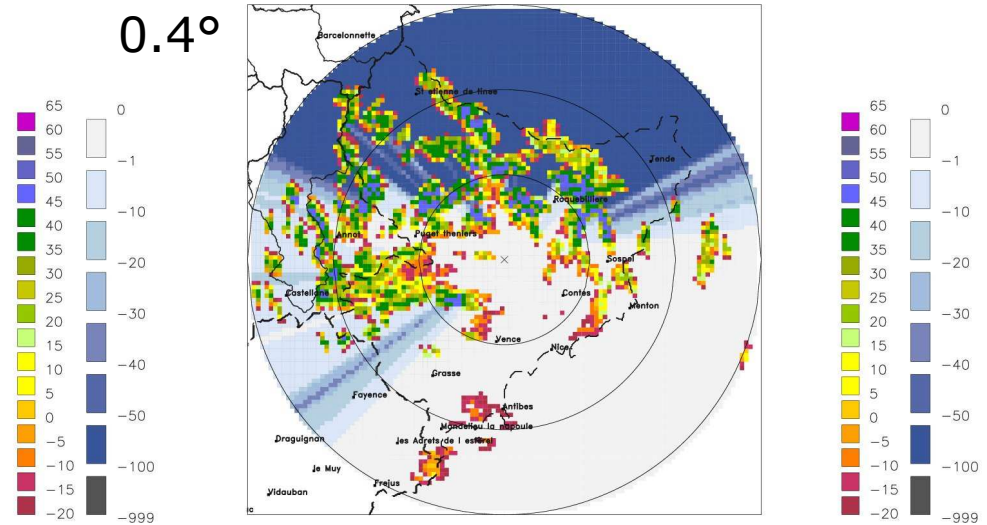 0.4°
Barcelonnette
St etienne de tinee
Tende
Roquebilliere
Annot
Puget theniers
Sospel
Castellane
Contes
Menton
Vence
Nice
Grasse
Fayence
Antibes
Mandelieu la napoule
Draguignan
les Adrets de l esterel
le Muy
Frejus
Vidauban
65
60
55
50
45
40
35
30
25
20
15
10
5
0
-5
-10
-15
-20
0
-1
-10
-20
-30
-40
-50
-100
-999
65
60
55
50
45
40
35
30
25
20
15
10
5
0
-5
-10
-15
-20
0
-1
-10
-20
-30
-40
-50
-100
-999